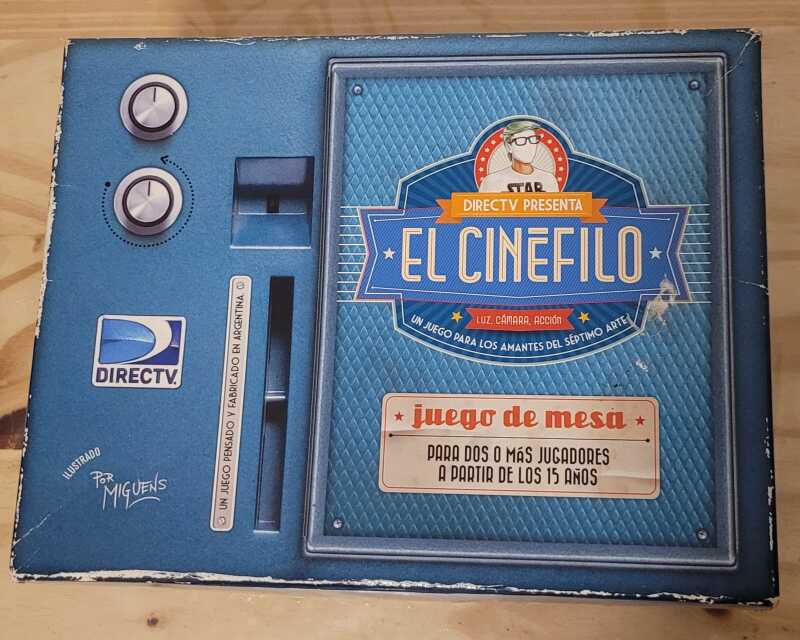 STAR
DIRECTV PRESENTA
EL CINĒFILO
LUZ, CÁMARA, ACCIÓN
UN JUEGO PARA LOS AMANTES DEL SÉPTIMO ARTE
juego de mesa
PARA DOS O MÁS JUGADORES
A PARTIR DE LOS 15 AÑOS
UN JUEGO PENSADO Y FABRICADO EN ARGENTINA
DIRECTV
ILUSTRADO
POR
MIGUENS